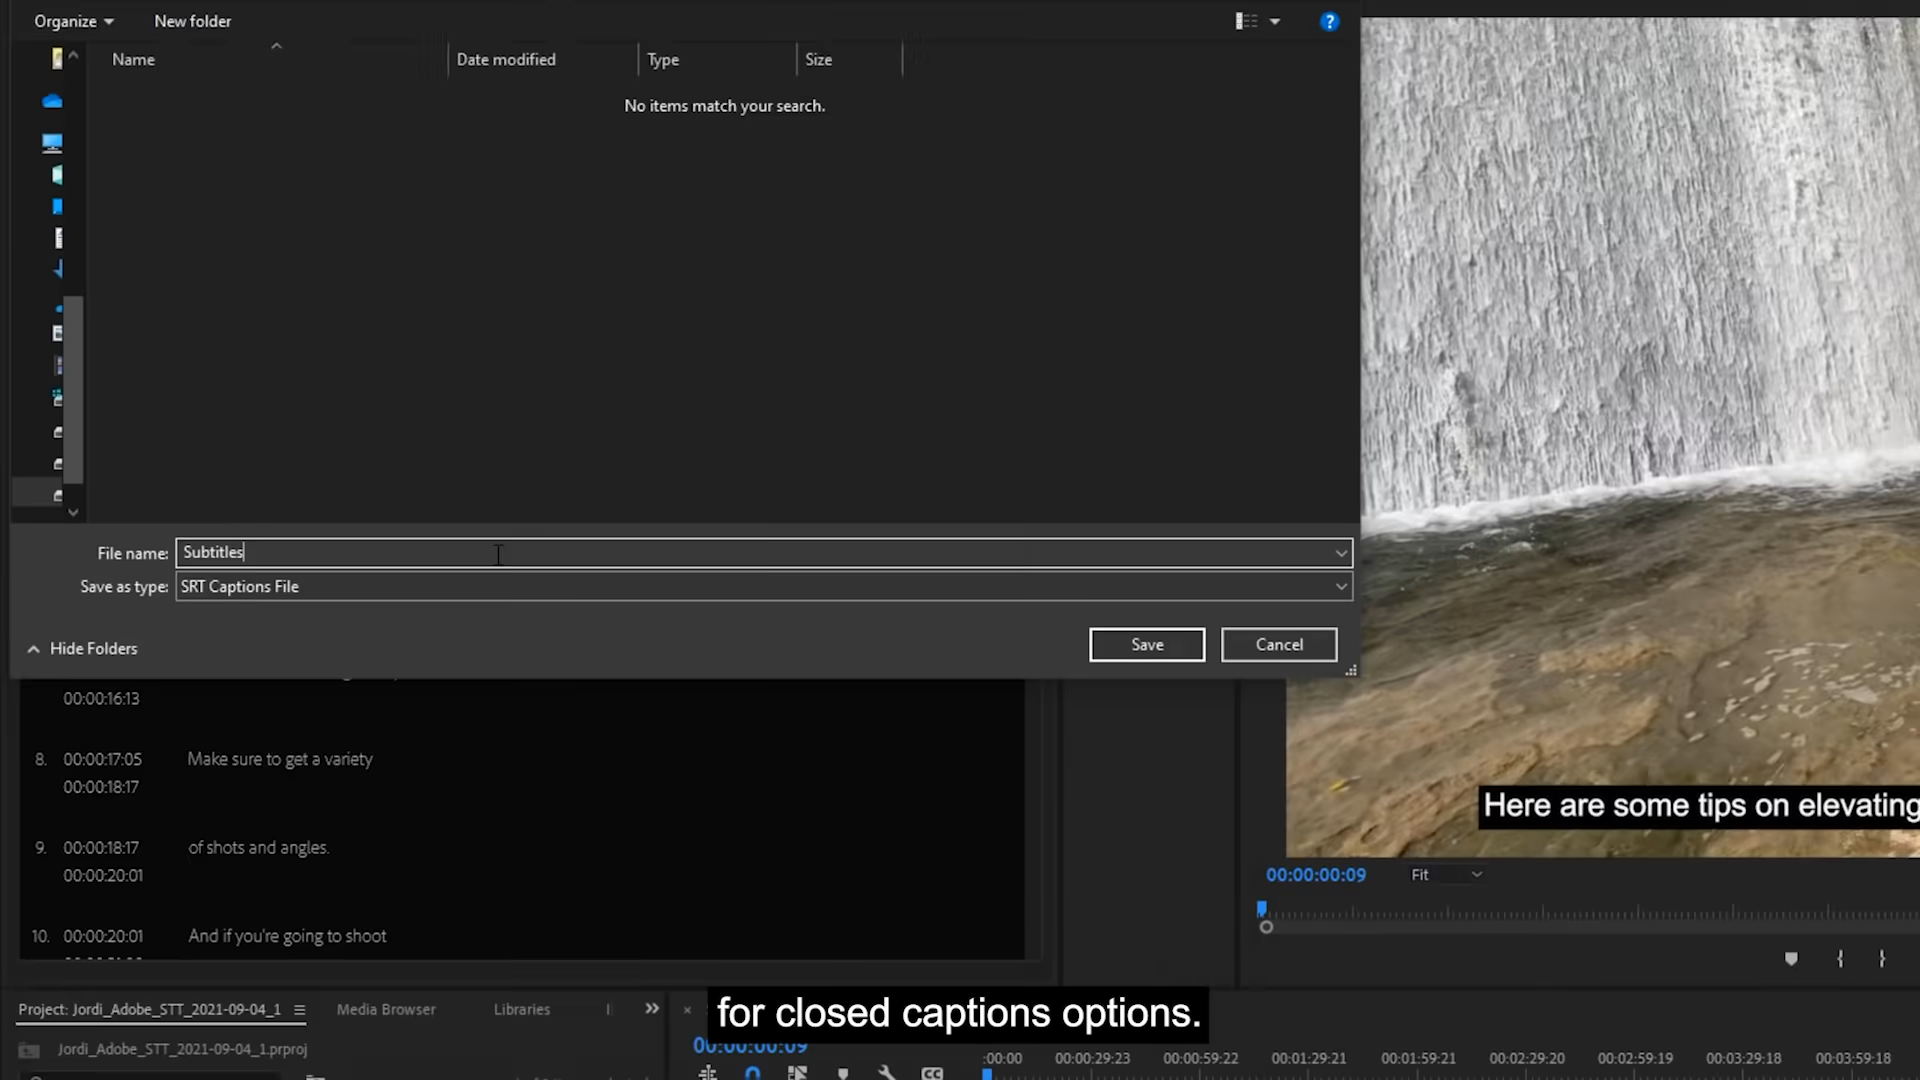 Organize
New folder
Name
Date modified
Type
Size
No items match your search.
File name: Subtitles
Save as type: SRT Captions File
Hide Folders
Save
Cancel
00:00:16:13
8. 00:00:17:05 Make sure to get a variety
00:00:18:17
9. 00:00:18:17 of shots and angles.
00:00:20:01
10. 00:00:20:01 And if you're going to shoot
Here are some tips on elevating
00:00:00:09 Fit
Project: Jordi_Adobe_STT_2021-09-04_1
Media Browser
Libraries
Jordi_Adobe_STT_2021-09-04_1.prproj
for closed captions options.
00:00:00:09
:00:00 00:00:29:23 00:00:59:22 00:01:29:21 00:01:59:21 00:02:29:20 00:02:59:19 00:03:29:18 00:03:59:18
CC